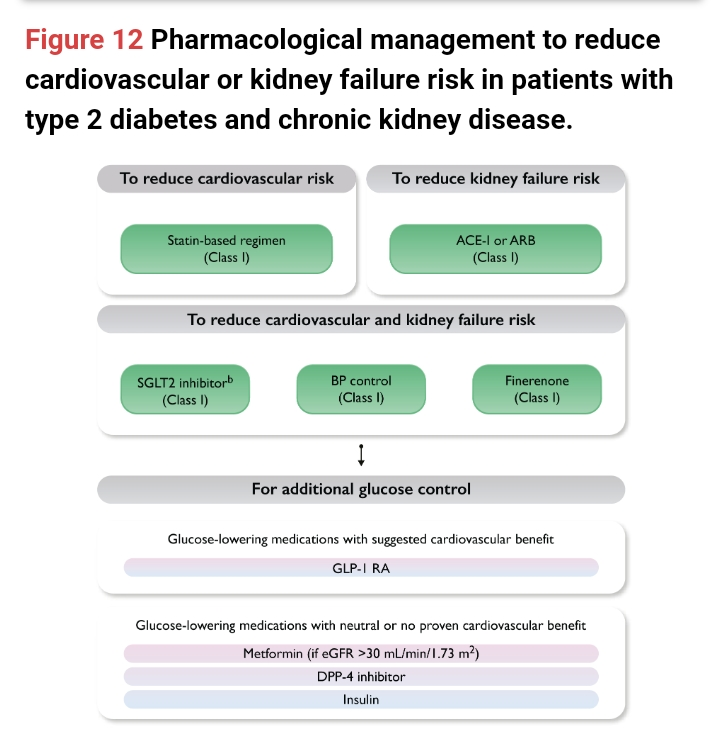 Figure 12 Pharmacological management to reduce
cardiovascular or kidney failure risk in patients with
type 2 diabetes and chronic kidney disease.
To reduce cardiovascular risk
Statin-based regimen
(Class I)
To reduce kidney failure risk
ACE-I or ARB
(Class I)
To reduce cardiovascular and kidney failure risk
SGLT2 inhibitorᵇ
(Class I)
BP control
(Class I)
Finerenone
(Class I)
For additional glucose control
Glucose-lowering medications with suggested cardiovascular benefit
GLP-1 RA
Glucose-lowering medications with neutral or no proven cardiovascular benefit
Metformin (if eGFR >30 mL/min/1.73 m²)
DPP-4 inhibitor
Insulin